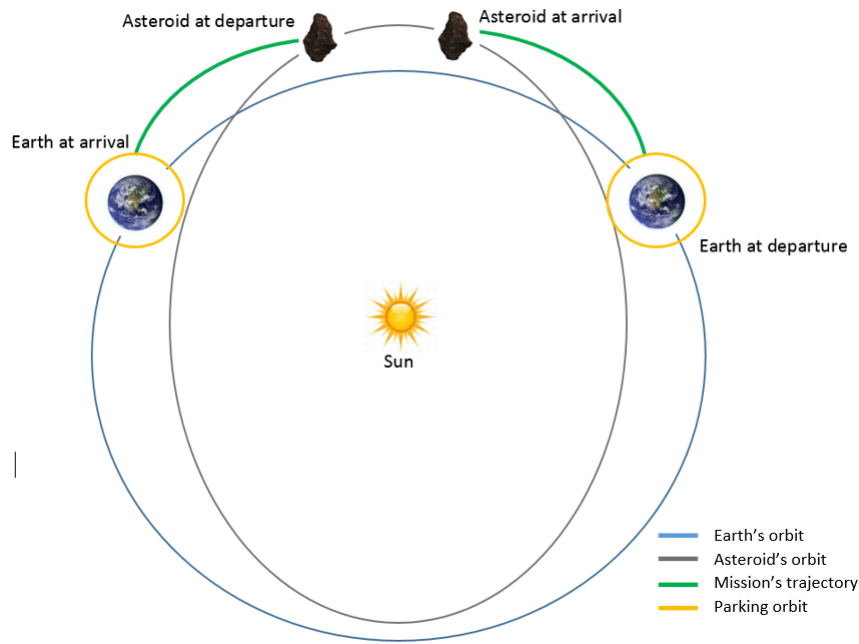 Asteroid at departure
Asteroid at arrival
Earth at arrival
Earth at departure
Sun
Earth’s orbit
Asteroid’s orbit
Mission’s trajectory
Parking orbit